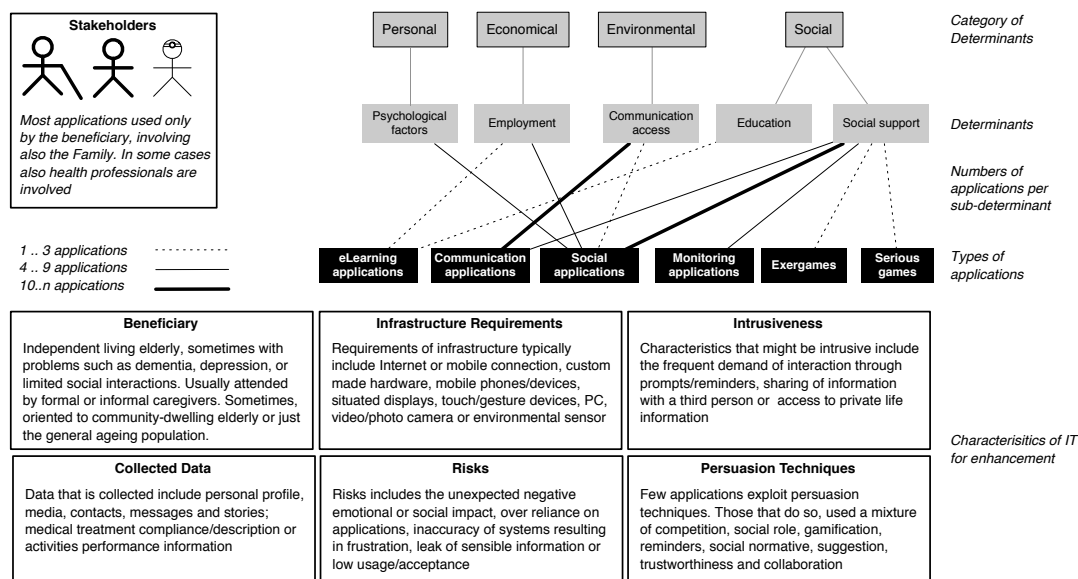 Stakeholders
Most applications used only
by the beneficiary, involving
also the Family. In some cases
also health professionals are
involved
Personal
Economical
Environmental
Social
Category of
Determinants
Psychological
factors
Employment
Communication
access
Education
Social support
Determinants
Numbers of
applications per
sub-determinant
1 .. 3 applications
4 .. 9 applications
10..n appications
eLearning
applications
Communication
applications
Social
applications
Monitoring
applications
Exergames
Serious
games
Types of
applications
Beneficiary
Independent living elderly, sometimes with
problems such as dementia, depression, or
limited social interactions. Usually attended
by formal or informal caregivers. Sometimes,
oriented to community-dwelling elderly or just
the general ageing population.
Infrastructure Requirements
Requirements of infrastructure typically
include Internet or mobile connection, custom
made hardware, mobile phones/devices,
situated displays, touch/gesture devices, PC,
video/photo camera or environmental sensor
Intrusiveness
Characteristics that might be intrusive include
the frequent demand of interaction through
prompts/reminders, sharing of information
with a third person or access to private life
information
Characterisitics of IT
for enhancement
Collected Data
Data that is collected include personal profile,
media, contacts, messages and stories;
medical treatment compliance/description or
activities performance information
Risks
Risks includes the unexpected negative
emotional or social impact, over reliance on
applications, inaccuracy of systems resulting
in frustration, leak of sensible information or
low usage/acceptance
Persuasion Techniques
Few applications exploit persuasion
techniques. Those that do so, used a mixture
of competition, social role, gamification,
reminders, social normative, suggestion,
trustworthiness and collaboration